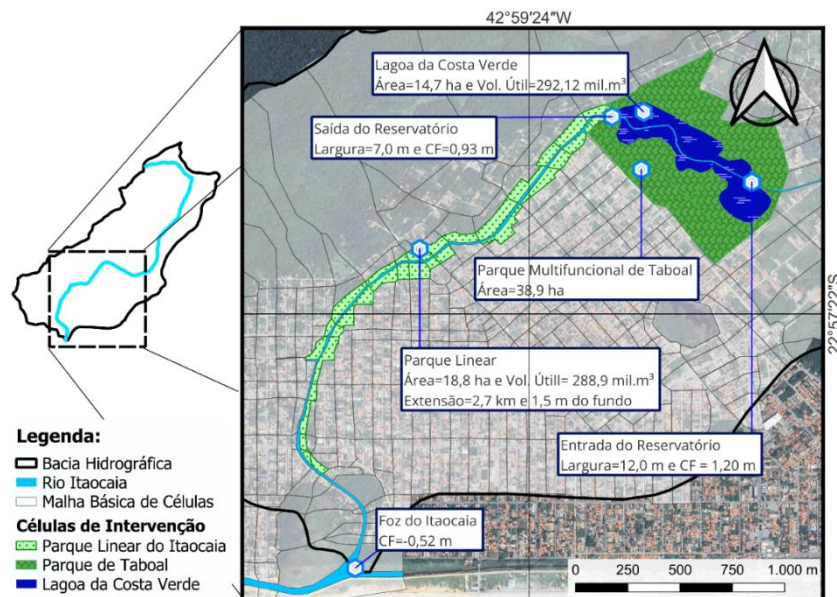 42°59′24″W
Lagoa da Costa Verde
Área=14,7 ha e Vol. Útil=292,12 mil.m³
Saída do Reservatório
Largura=7,0 m e CF=0,93 m
Parque Multifuncional de Taboal
Área=38,9 ha
22°57′22″S
Parque Linear
Área=18,8 ha e Vol. Útill= 288,9 mil.m³
Extensão=2,7 km e 1,5 m do fundo
Entrada do Reservatório
Largura=12,0 m e CF = 1,20 m
Foz do Itaocaia
CF=-0,52 m
Legenda:
Bacia Hidrográfica
Rio Itaocaia
Malha Básica de Células
Células de Intervenção
Parque Linear do Itaocaia
Parque de Taboal
Lagoa da Costa Verde
0 250 500 750 1.000 m